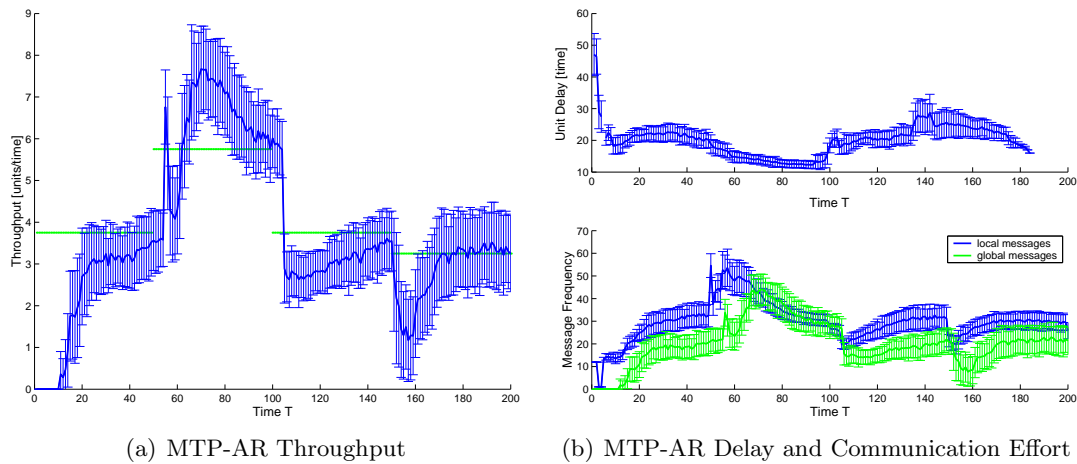 9
8
7
6
5
4
3
2
1
0
Throughput [units/time]
0 20 40 60 80 100 120 140 160 180 200
Time T
(a) MTP-AR Throughput
60
50
40
30
20
10
Unit Delay [time]
0 20 40 60 80 100 120 140 160 180 200
Time T
70
60
50
40
30
20
10
0
Message Frequency
local messages
global messages
0 20 40 60 80 100 120 140 160 180 200
Time T
(b) MTP-AR Delay and Communication Effort